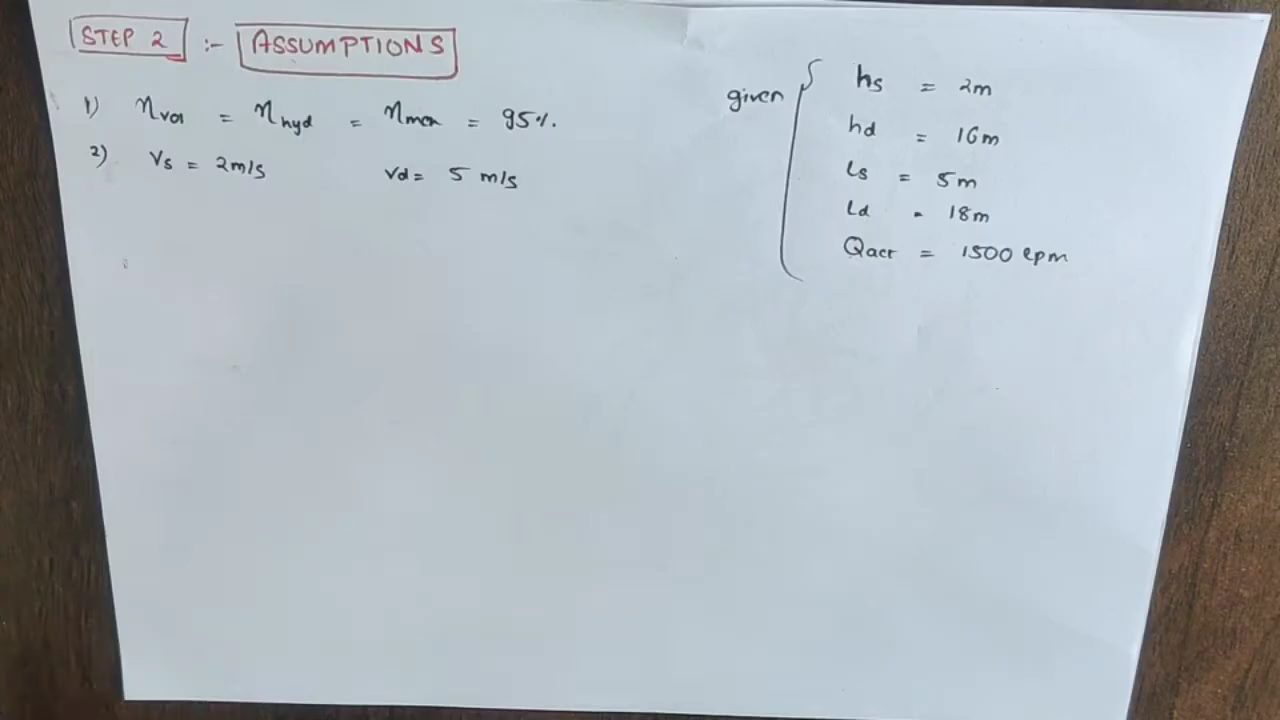 STEP 2 :- ASSUMPTIONS
1) ηvol = ηhyd = ηmech = 95%.
2) Vs = 2m/s Vd = 5 m/s
given
hs = 2m
hd = 16m
Ls = 5m
Ld = 18m
Qact = 1500 lpm